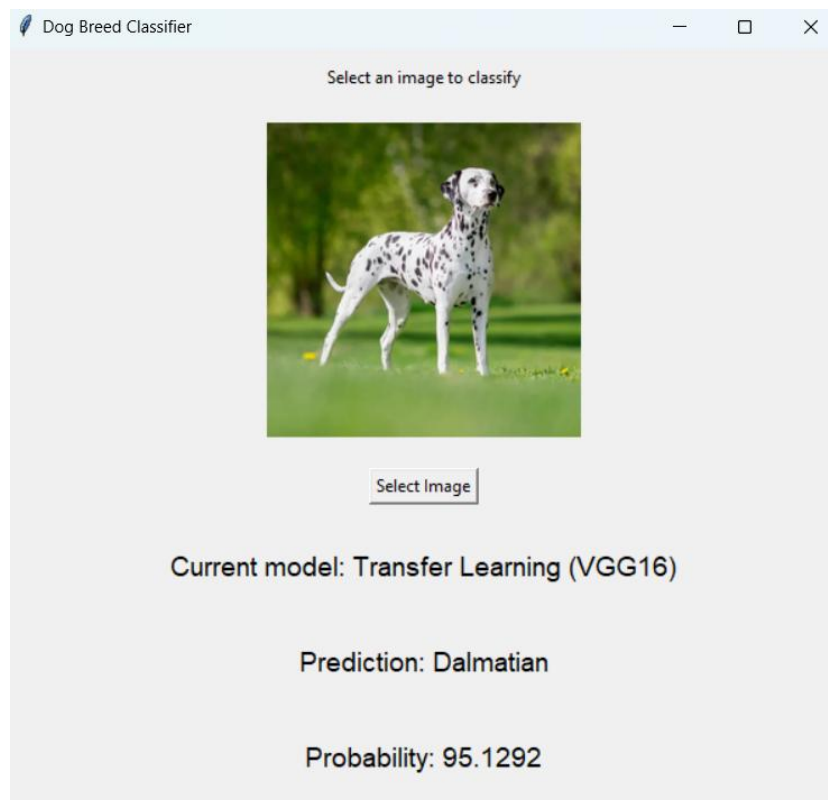 Dog Breed Classifier
Select an image to classify
Select Image
Current model: Transfer Learning (VGG16)
Prediction: Dalmatian
Probability: 95.1292